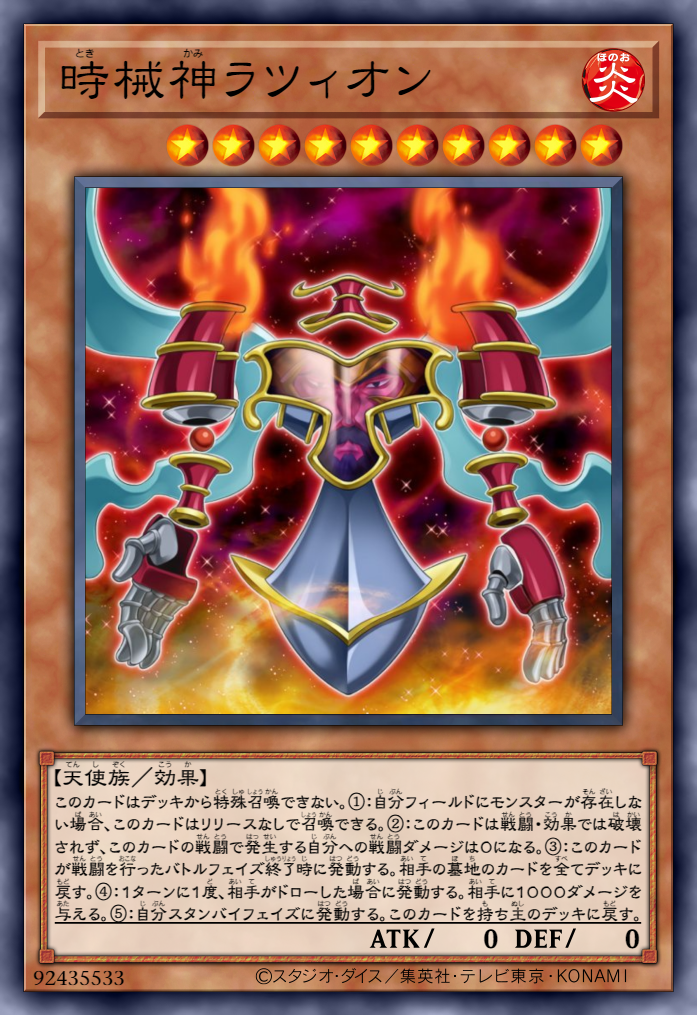 時械神ラツィオン
炎
【天使族／効果】
このカードはデッキから特殊召喚できない。①：自分フィールドにモンスターが存在しな
い場合、このカードはリリースなしで召喚できる。②：このカードは戦闘・効果では破壊
されず、このカードの戦闘で発生する自分への戦闘ダメージは０になる。③：このカード
が戦闘を行ったバトルフェイズ終了時に発動する。相手の墓地のカードを全てデッキに
戻す。④：１ターンに１度、相手がドローした場合に発動する。相手に１０００ダメージを
与える。⑤：自分スタンバイフェイズに発動する。このカードを持ち主のデッキに戻す。
ATK/ 0 DEF/ 0
92435533 Ⓒスタジオ・ダイス／集英社・テレビ東京・KONAMI